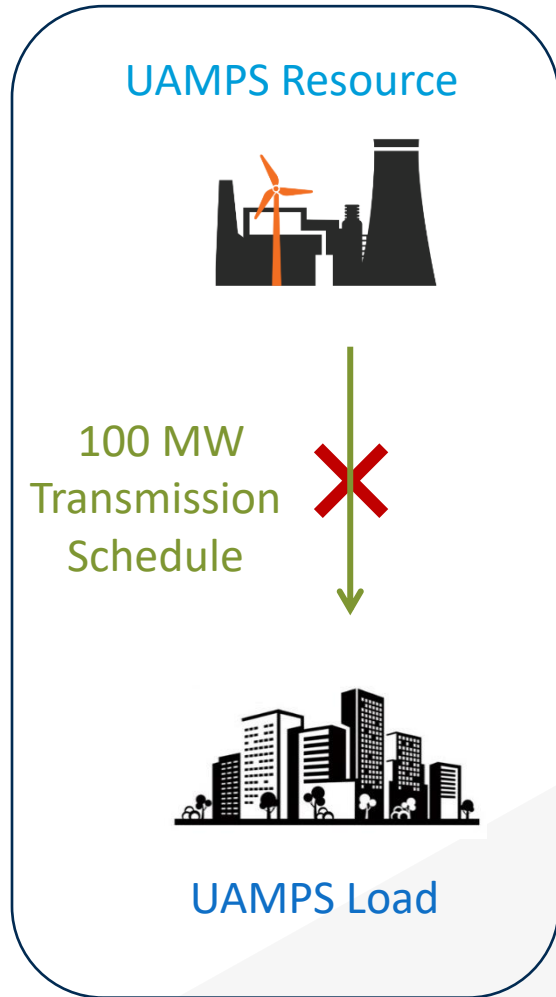 UAMPS Resource
100 MW
Transmission
Schedule
UAMPS Load